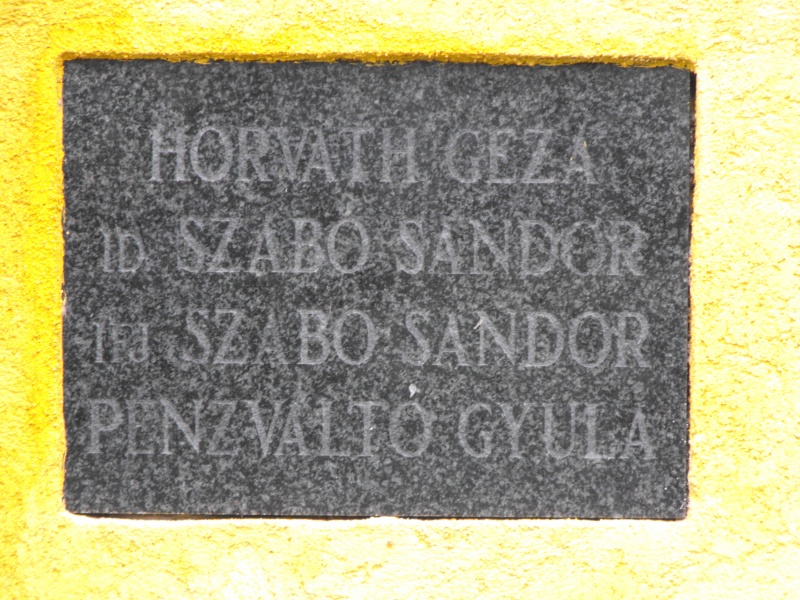 HORVÁTH GÉZA
ID. SZABÓ SÁNDOR
IFJ. SZABÓ SÁNDOR
PÉNZVÁLTÓ GYULA